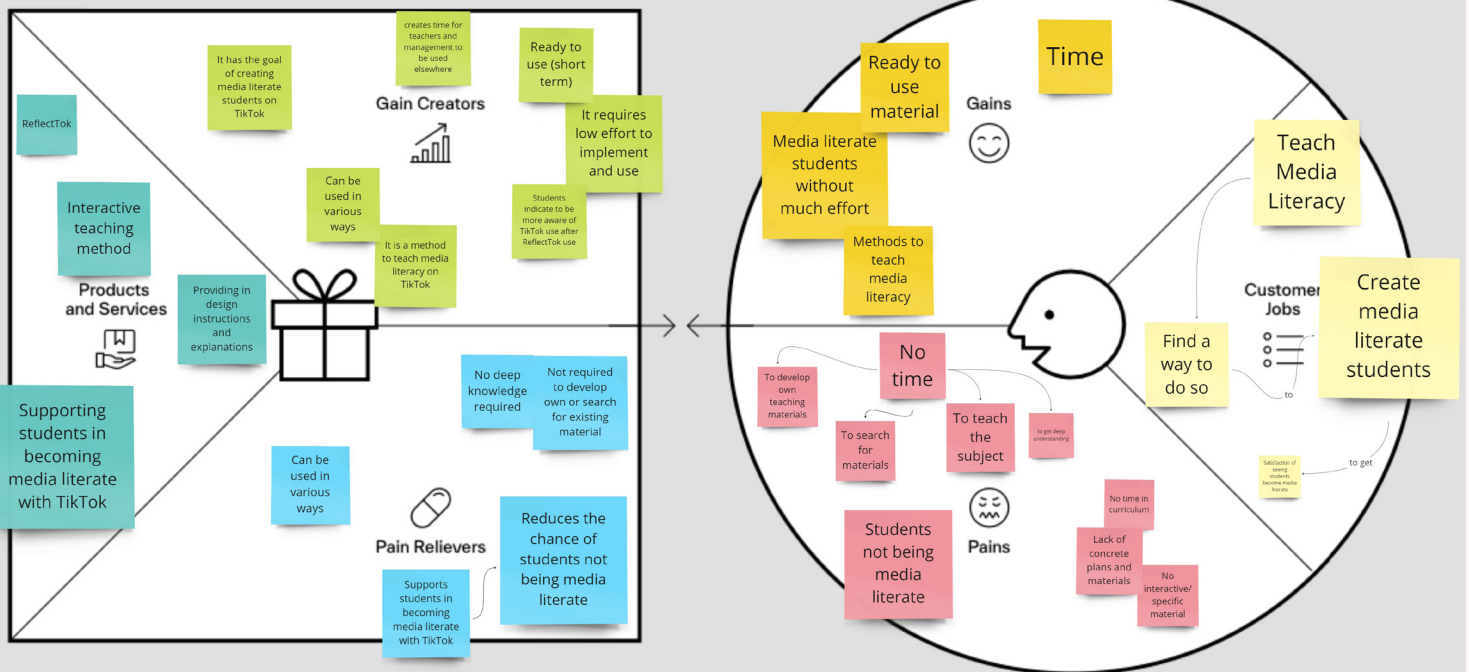 ReflectTok
Interactive
teaching
method
Products
and Services
Providing in
design
instructions
and
explanations
Supporting
students in
becoming
media literate
with TikTok
It has the goal
of creating
media literate
students on
TikTok
creates time for
teachers and
management to
be used
elsewhere
Gain Creators
Ready to
use (short
term)
It requires
low effort to
implement
and use
Can be
used in
various
ways
It is a method
to teach media
literacy on
TikTok
Students
indicate to be
more aware of
TikTok use after
ReflectTok use
No deep
knowledge
required
Not required
to develop
own or search
for existing
material
Can be
used in
various
ways
Pain Relievers
Supports
students in
becoming
media literate
with TikTok
Reduces the
chance of
students not
being media
literate
Time
Ready to
use
material
Gains
Media literate
students
without
much effort
Methods to
teach
media
literacy
Teach
Media
Literacy
Customer
Jobs
Find a
way to
do so
to
Create
media
literate
students
to get
Satisfaction of
seeing
students
become media
literate
No
time
To develop
own
teaching
materials
To search
for
materials
To teach
the
subject
to get deep
understanding
Pains
Students
not being
media
literate
No time in
curriculum
Lack of
concrete
plans and
materials
No
interactive/
specific
material